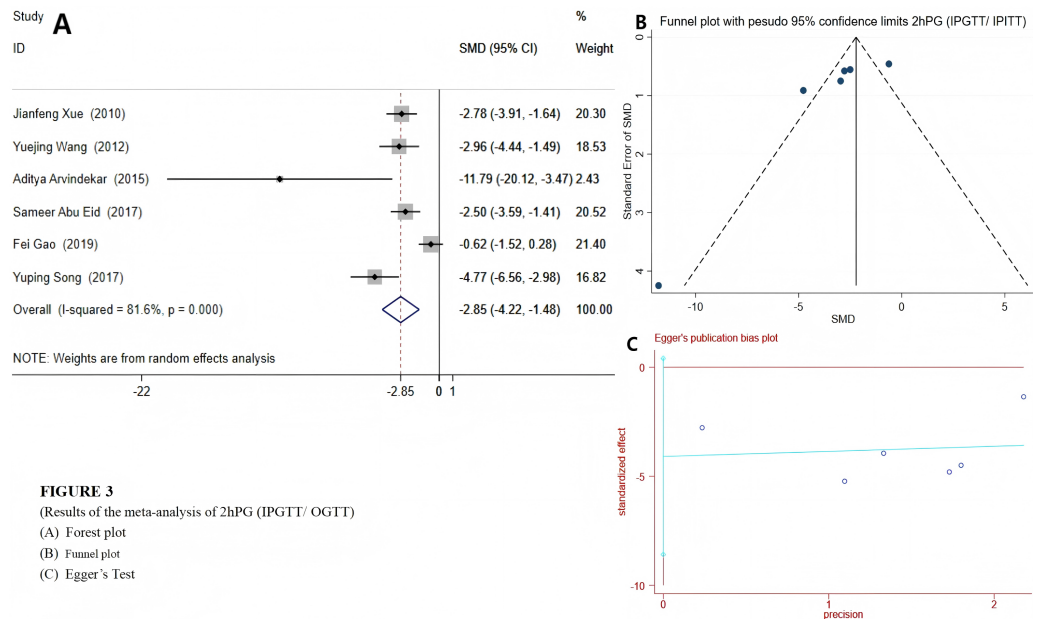 Study
A
%
ID
SMD (95% CI)
Weight
Jianfeng Xue (2010)
-2.78 (-3.91, -1.64)
20.30
Yuejing Wang (2012)
-2.96 (-4.44, -1.49)
18.53
Aditya Arvindekar (2015)
-11.79 (-20.12, -3.47)
2.43
Sameer Abu Eid (2017)
-2.50 (-3.59, -1.41)
20.52
Fei Gao (2019)
-0.62 (-1.52, 0.28)
21.40
Yuping Song (2017)
-4.77 (-6.56, -2.98)
16.82
Overall (I-squared = 81.6%, p = 0.000)
-2.85 (-4.22, -1.48)
100.00
NOTE: Weights are from random effects analysis
-22
-2.85
0
1
B
Funnel plot with pesudo 95% confidence limits 2hPG (IPGTT/ IPITT)
Standard Error of SMD
0
1
2
3
4
-10
-5
0
5
SMD
C
Egger's publication bias plot
standardized effect
0
-5
-10
0
1
2
precision
FIGURE 3
(Results of the meta-analysis of 2hPG (IPGTT/ OGTT)
(A) Forest plot
(B) Funnel plot
(C) Egger's Test